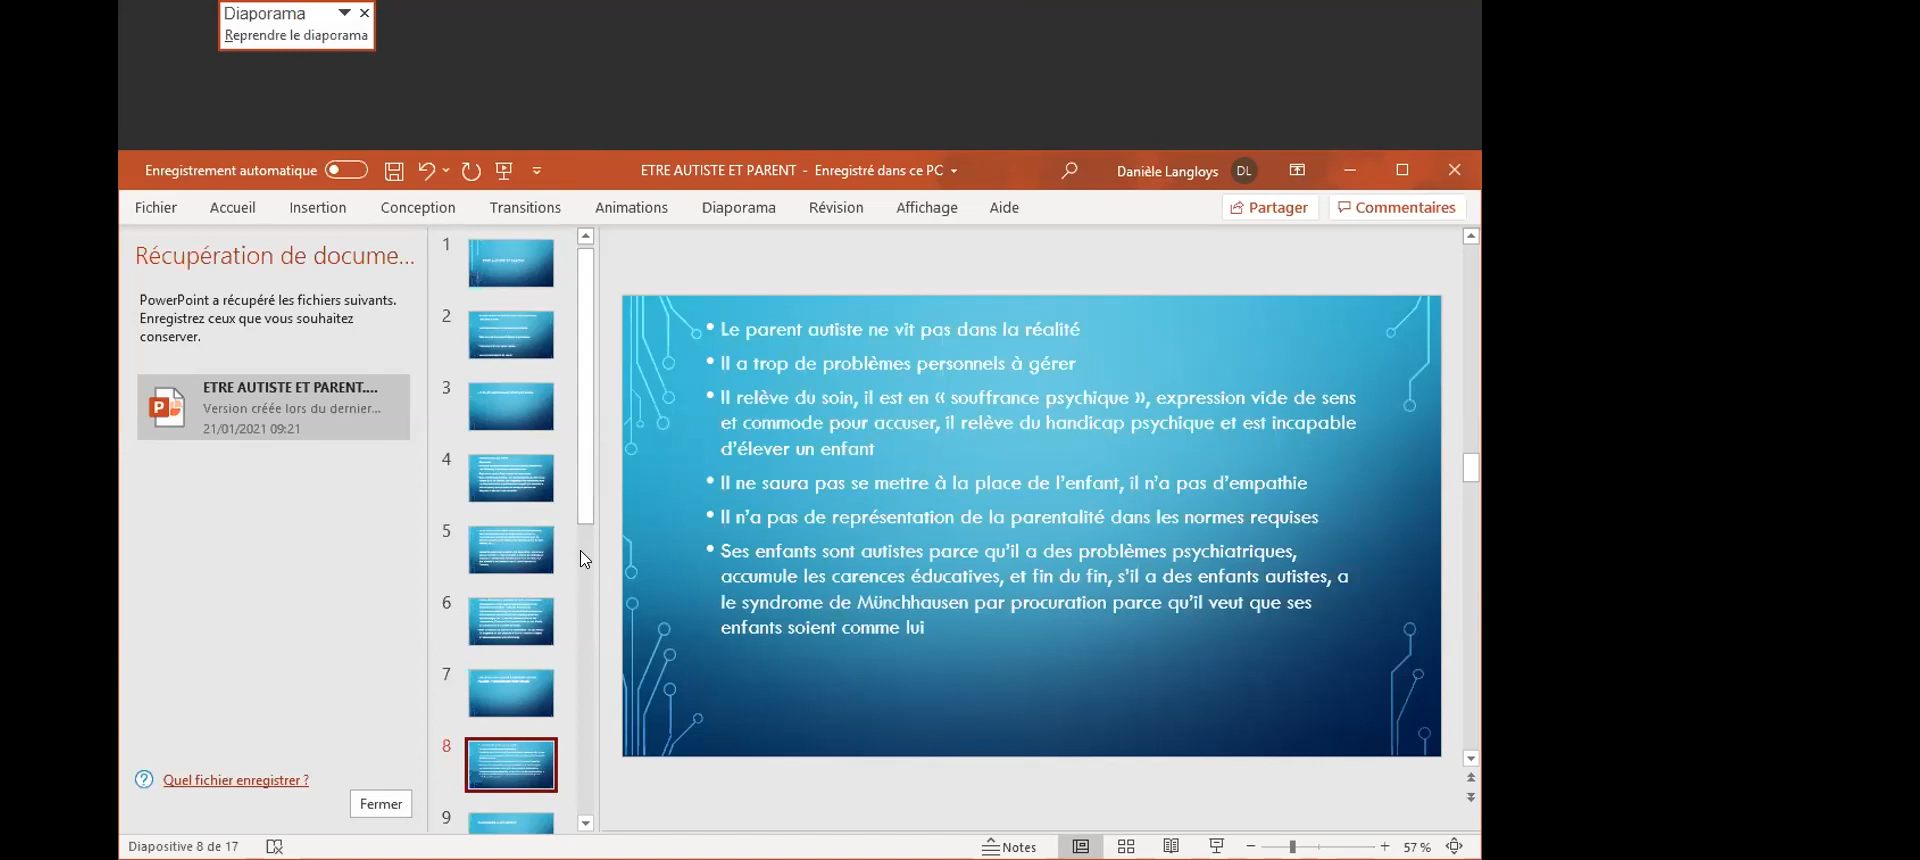 Diaporama
Reprendre le diaporama
Enregistrement automatique
ETRE AUTISTE ET PARENT - Enregistré dans ce PC
Danièle Langloys DL
Fichier Accueil Insertion Conception Transitions Animations Diaporama Révision Affichage Aide Partager Commentaires
Récupération de docume...
PowerPoint a récupéré les fichiers suivants.
Enregistrez ceux que vous souhaitez
conserver.
ETRE AUTISTE ET PARENT....
Version créée lors du dernier...
21/01/2021 09:21
Quel fichier enregistrer ?
Fermer
1
2
3
4
5
6
7
8
9
• Le parent autiste ne vit pas dans la réalité
• Il a trop de problèmes personnels à gérer
• Il relève du soin, il est en « souffrance psychique », expression vide de sens
et commode pour accuser, il relève du handicap psychique et est incapable
d'élever un enfant
• Il ne saura pas se mettre à la place de l'enfant, il n'a pas d'empathie
• Il n'a pas de représentation de la parentalité dans les normes requises
• Ses enfants sont autistes parce qu'il a des problèmes psychiatriques,
accumule les carences éducatives, et fin du fin, s'il a des enfants autistes, a
le syndrome de Münchhausen par procuration parce qu'il veut que ses
enfants soient comme lui
Diapositive 8 de 17
Notes
57 %